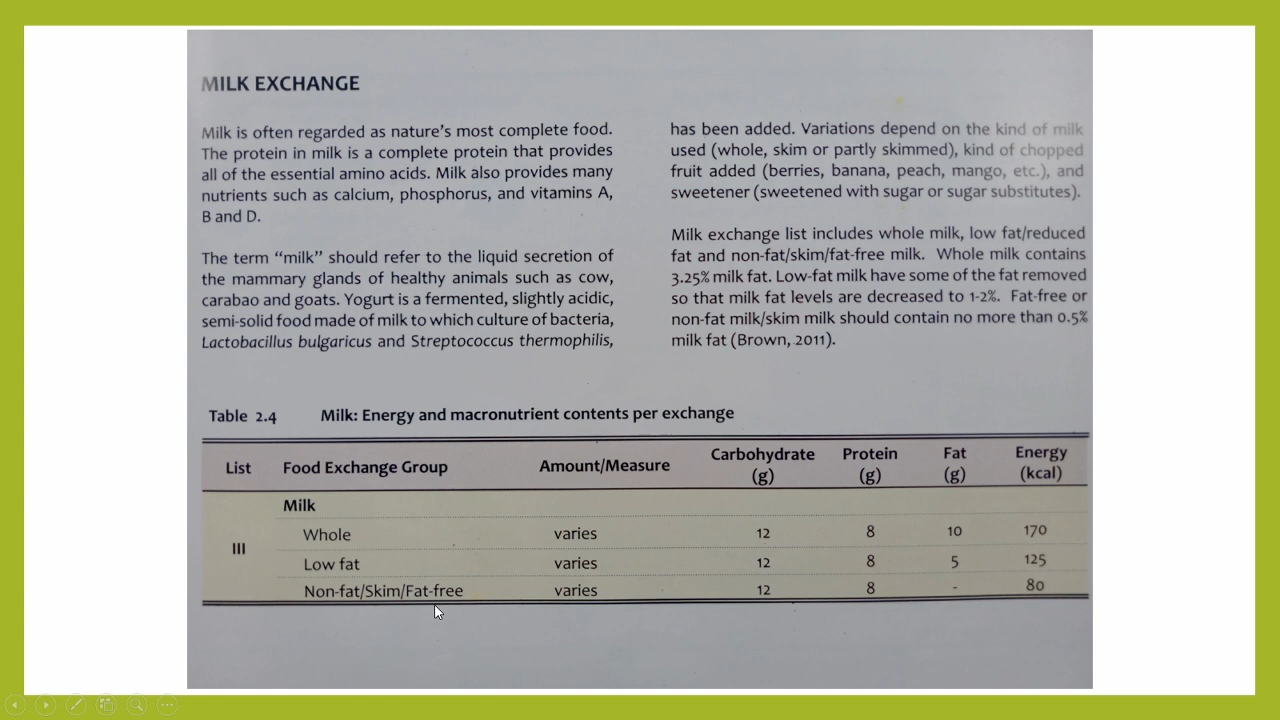 MILK EXCHANGE
Milk is often regarded as nature's most complete food.
The protein in milk is a complete protein that provides
all of the essential amino acids. Milk also provides many
nutrients such as calcium, phosphorus, and vitamins A,
B and D.
The term “milk” should refer to the liquid secretion of
the mammary glands of healthy animals such as cow,
carabao and goats. Yogurt is a fermented, slightly acidic,
semi-solid food made of milk to which culture of bacteria,
Lactobacillus bulgaricus and Streptococcus thermophilis,
has been added. Variations depend on the kind of milk
used (whole, skim or partly skimmed), kind of chopped
fruit added (berries, banana, peach, mango, etc.), and
sweetener (sweetened with sugar or sugar substitutes).
Milk exchange list includes whole milk, low fat/reduced
fat and non-fat/skim/fat-free milk. Whole milk contains
3.25% milk fat. Low-fat milk have some of the fat removed
so that milk fat levels are decreased to 1-2%. Fat-free or
non-fat milk/skim milk should contain no more than 0.5%
milk fat (Brown, 2011).
Table 2.4 Milk: Energy and macronutrient contents per exchange
List Food Exchange Group Amount/Measure Carbohydrate (g) Protein (g) Fat (g) Energy (kcal)
Milk
III
Whole varies 12 8 10 170
Low fat varies 12 8 5 125
Non-fat/Skim/Fat-free varies 12 8 - 80